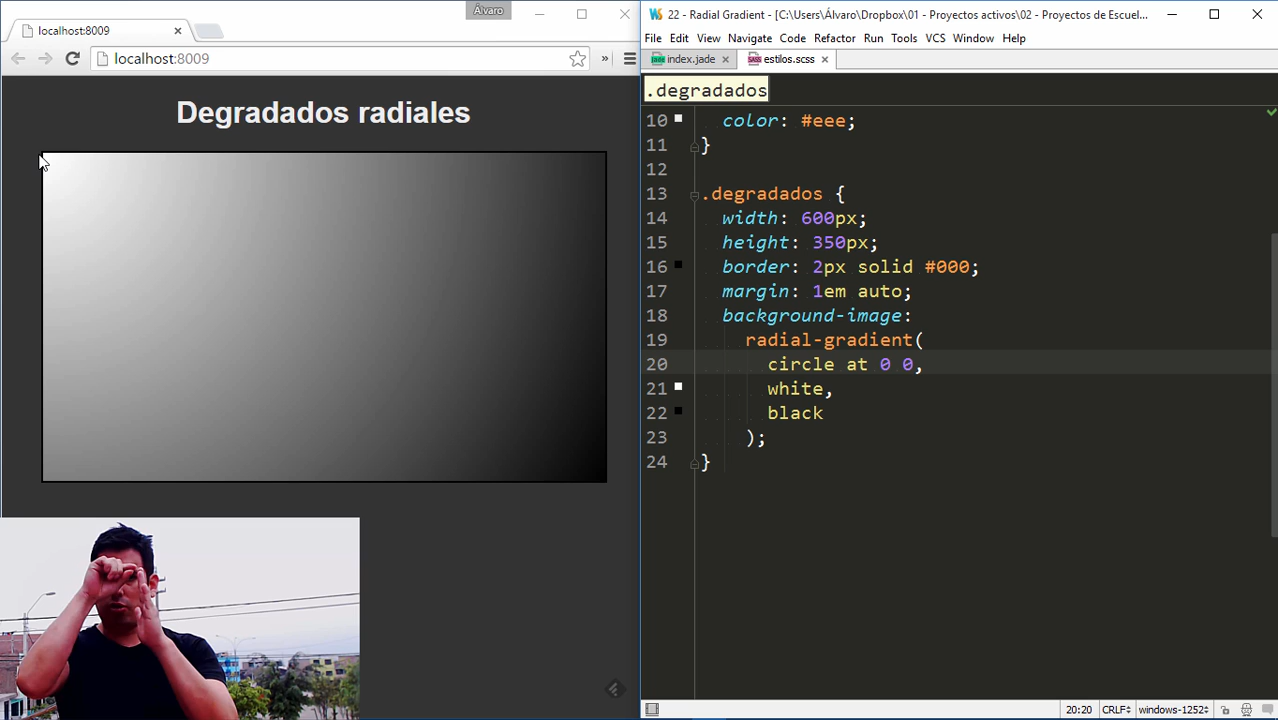 Álvaro
localhost:8009
localhost:8009
»
Degradados radiales
22 - Radial Gradient - [C:\Users\Álvaro\Dropbox\01 - Proyectos activos\02 - Proyectos de Escuel...
File Edit View Navigate Code Refactor Run Tools VCS Window Help
index.jade estilos.scss
.degradados
10 color: #eee;
11 }
12
13 .degradados {
14 width: 600px;
15 height: 350px;
16 border: 2px solid #000;
17 margin: 1em auto;
18 background-image:
19 radial-gradient(
20 circle at 0 0,
21 white,
22 black
23 );
24 }
20:20 CRLF windows-1252